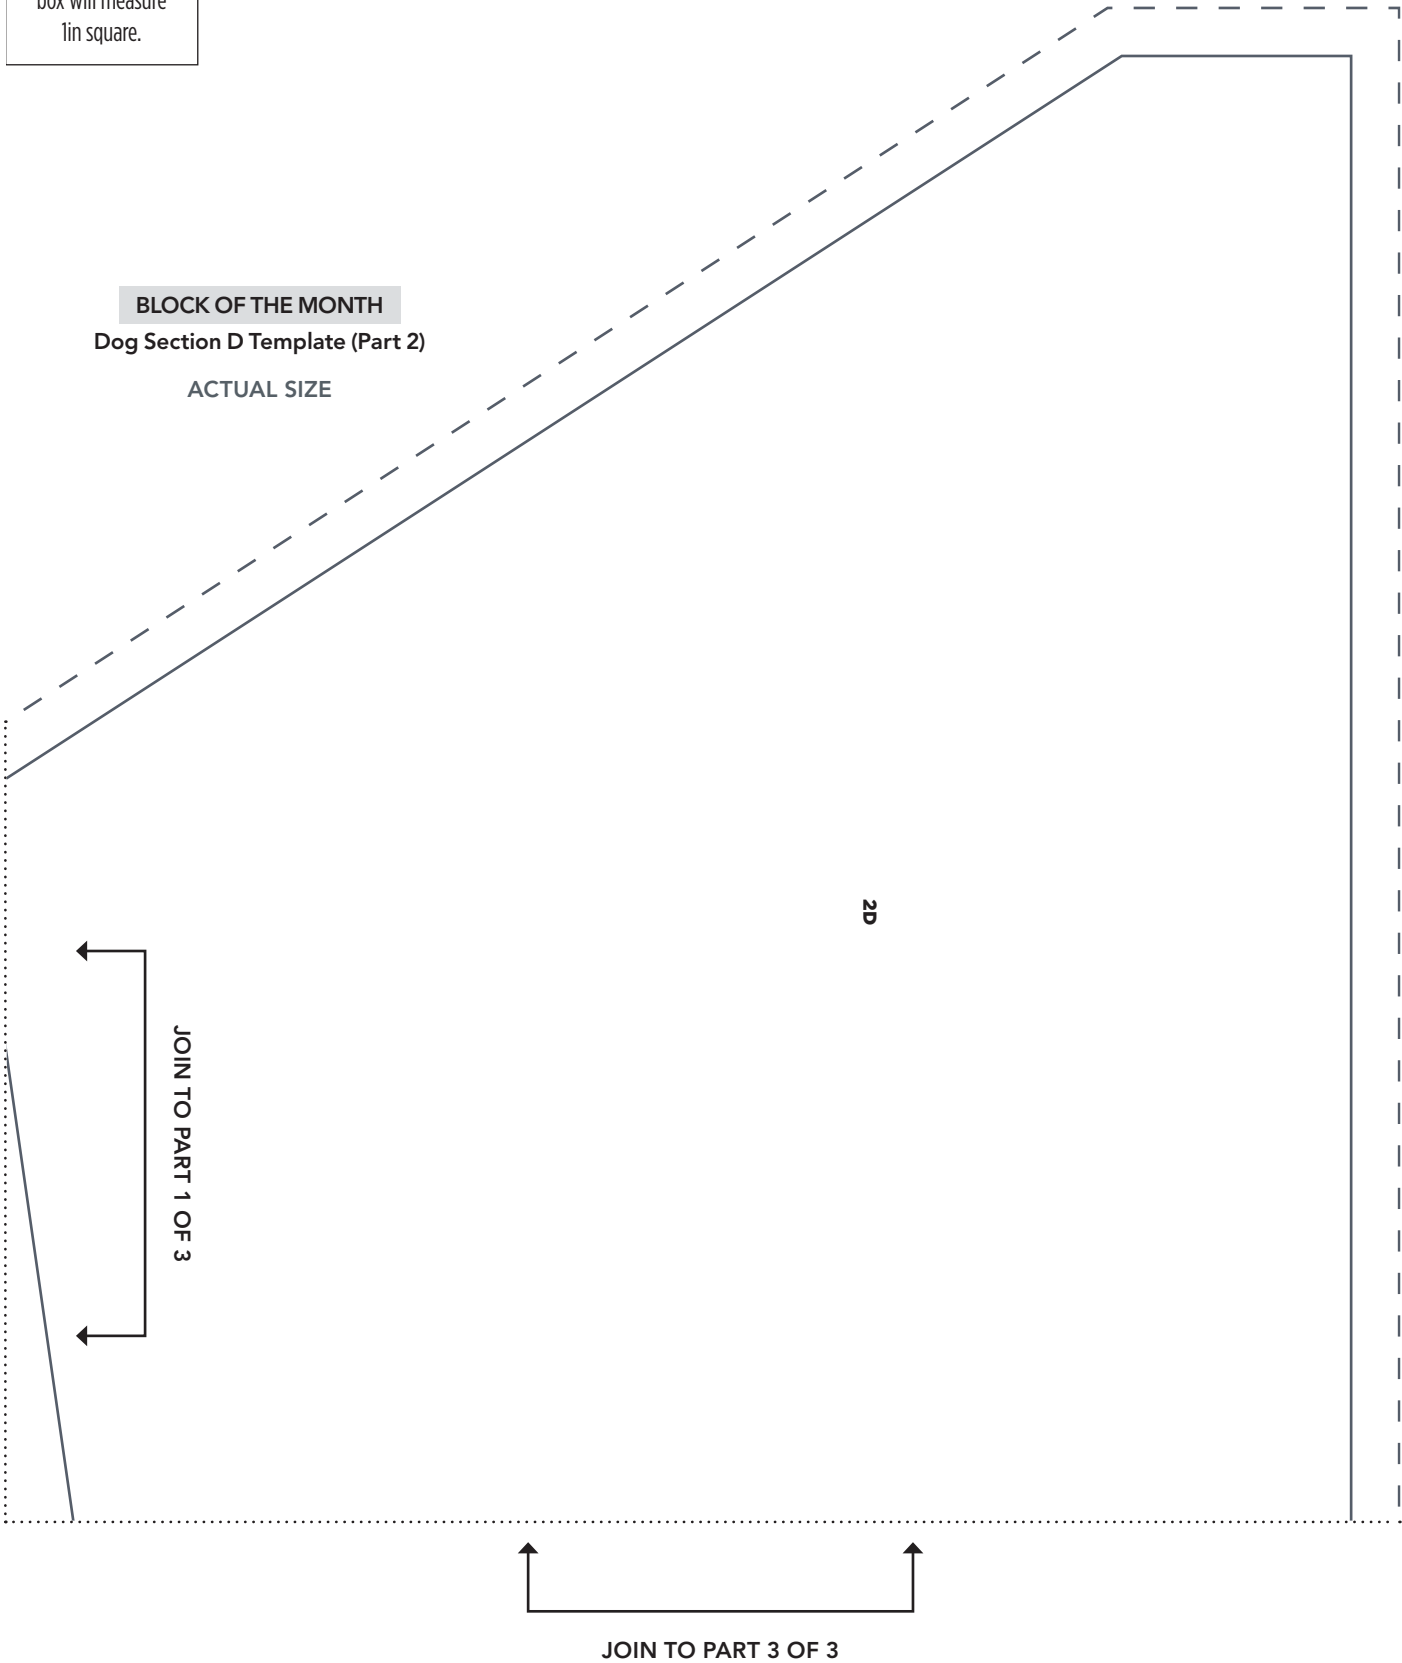 box will measure
1in square.
BLOCK OF THE MONTH
Dog Section D Template (Part 2)
ACTUAL SIZE
2D
JOIN TO PART 1 OF 3
JOIN TO PART 3 OF 3